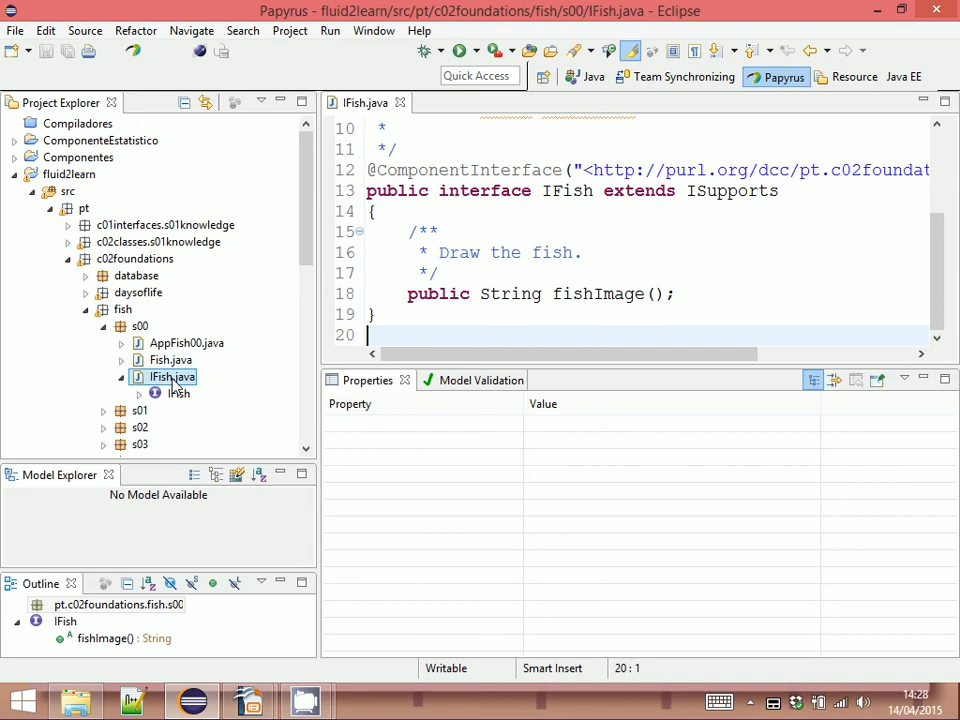 Papyrus - fluid2learn/src/pt/c02foundations/fish/s00/IFish.java - Eclipse
File Edit Source Refactor Navigate Search Project Run Window Help
Quick Access Java Team Synchronizing Papyrus Resource Java EE
Project Explorer
Compiladores
ComponenteEstatistico
Componentes
fluid2learn
src
pt
c01interfaces.s01knowledge
c02classes.s01knowledge
c02foundations
database
daysoflife
fish
s00
AppFish00.java
Fish.java
IFish.java
IFish
s01
s02
s03
IFish.java
10 *
11 */
12 @ComponentInterface("<http://purl.org/dcc/pt.c02foundat
13 public interface IFish extends ISupports
14 {
15 /**
16 * Draw the fish.
17 */
18 public String fishImage();
19 }
20
Properties Model Validation
Property Value
Model Explorer
No Model Available
Outline
pt.c02foundations.fish.s00
IFish
fishImage() : String
Writable Smart Insert 20 : 1
14:28
14/04/2015